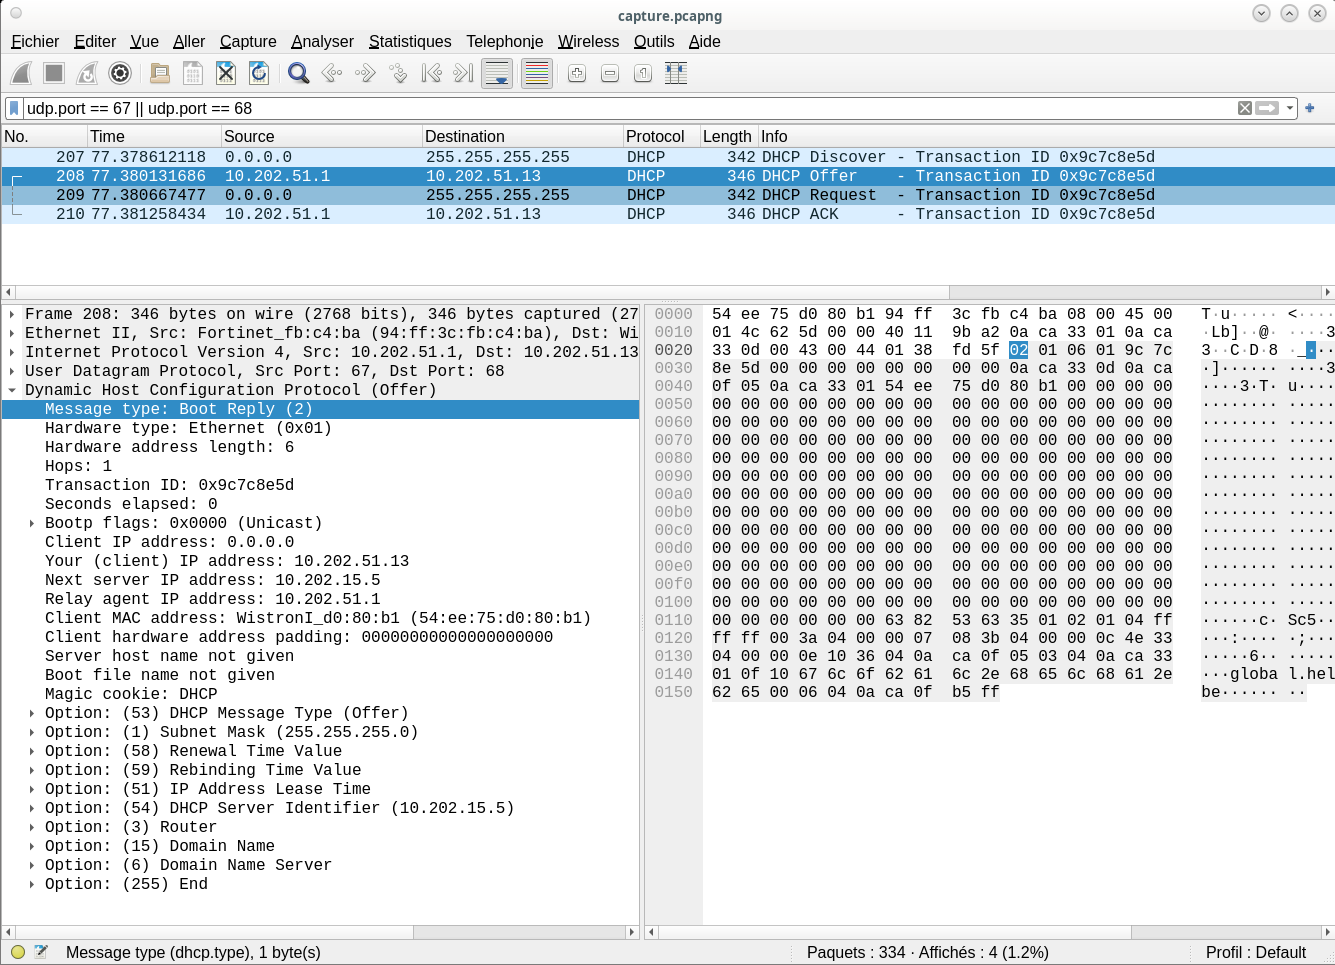 capture.pcapng
Fichier Editer Vue Aller Capture Analyser Statistiques Telephonje Wireless Outils Aide
udp.port == 67 || udp.port == 68
No. Time Source Destination Protocol Length Info
207 77.378612118 0.0.0.0 255.255.255.255 DHCP 342 DHCP Discover - Transaction ID 0x9c7c8e5d
208 77.380131686 10.202.51.1 10.202.51.13 DHCP 346 DHCP Offer - Transaction ID 0x9c7c8e5d
209 77.380667477 0.0.0.0 255.255.255.255 DHCP 342 DHCP Request - Transaction ID 0x9c7c8e5d
210 77.381258434 10.202.51.1 10.202.51.13 DHCP 346 DHCP ACK - Transaction ID 0x9c7c8e5d
Frame 208: 346 bytes on wire (2768 bits), 346 bytes captured (27
Ethernet II, Src: Fortinet_fb:c4:ba (94:ff:3c:fb:c4:ba), Dst: Wi
Internet Protocol Version 4, Src: 10.202.51.1, Dst: 10.202.51.13
User Datagram Protocol, Src Port: 67, Dst Port: 68
Dynamic Host Configuration Protocol (Offer)
Message type: Boot Reply (2)
Hardware type: Ethernet (0x01)
Hardware address length: 6
Hops: 1
Transaction ID: 0x9c7c8e5d
Seconds elapsed: 0
Bootp flags: 0x0000 (Unicast)
Client IP address: 0.0.0.0
Your (client) IP address: 10.202.51.13
Next server IP address: 10.202.15.5
Relay agent IP address: 10.202.51.1
Client MAC address: WistronI_d0:80:b1 (54:ee:75:d0:80:b1)
Client hardware address padding: 00000000000000000000
Server host name not given
Boot file name not given
Magic cookie: DHCP
Option: (53) DHCP Message Type (Offer)
Option: (1) Subnet Mask (255.255.255.0)
Option: (58) Renewal Time Value
Option: (59) Rebinding Time Value
Option: (51) IP Address Lease Time
Option: (54) DHCP Server Identifier (10.202.15.5)
Option: (3) Router
Option: (15) Domain Name
Option: (6) Domain Name Server
Option: (255) End
0000 54 ee 75 d0 80 b1 94 ff 3c fb c4 ba 08 00 45 00 T·u····· <····
0010 01 4c 62 5d 00 00 40 11 9b a2 0a ca 33 01 0a ca ·Lb]··@· ····3
0020 33 0d 00 43 00 44 01 38 fd 5f 02 01 06 01 9c 7c 3··C·D·8 ·_···
0030 8e 5d 00 00 00 00 00 00 00 00 0a ca 33 0d 0a ca ·]······ ····3
0040 0f 05 0a ca 33 01 54 ee 75 d0 80 b1 00 00 00 00 ····3·T· u····
0050 00 00 00 00 00 00 00 00 00 00 00 00 00 00 00 00 ········ ·····
0060 00 00 00 00 00 00 00 00 00 00 00 00 00 00 00 00 ········ ·····
0070 00 00 00 00 00 00 00 00 00 00 00 00 00 00 00 00 ········ ·····
0080 00 00 00 00 00 00 00 00 00 00 00 00 00 00 00 00 ········ ·····
0090 00 00 00 00 00 00 00 00 00 00 00 00 00 00 00 00 ········ ·····
00a0 00 00 00 00 00 00 00 00 00 00 00 00 00 00 00 00 ········ ·····
00b0 00 00 00 00 00 00 00 00 00 00 00 00 00 00 00 00 ········ ·····
00c0 00 00 00 00 00 00 00 00 00 00 00 00 00 00 00 00 ········ ·····
00d0 00 00 00 00 00 00 00 00 00 00 00 00 00 00 00 00 ········ ·····
00e0 00 00 00 00 00 00 00 00 00 00 00 00 00 00 00 00 ········ ·····
00f0 00 00 00 00 00 00 00 00 00 00 00 00 00 00 00 00 ········ ·····
0100 00 00 00 00 00 00 00 00 00 00 00 00 00 00 00 00 ········ ·····
0110 00 00 00 00 00 00 63 82 53 63 35 01 02 01 04 ff ······c· Sc5··
0120 ff ff 00 3a 04 00 00 07 08 3b 04 00 00 0c 4e 33 ···:···· ·;···
0130 04 00 00 0e 10 36 04 0a ca 0f 05 03 04 0a ca 33 ·····6·· ·····
0140 01 0f 10 67 6c 6f 62 61 6c 2e 68 65 6c 68 61 2e ···globa l.hel
0150 62 65 00 06 04 0a ca 0f b5 ff be······ ··
Message type (dhcp.type), 1 byte(s)
Paquets : 334 · Affichés : 4 (1.2%)
Profil : Default